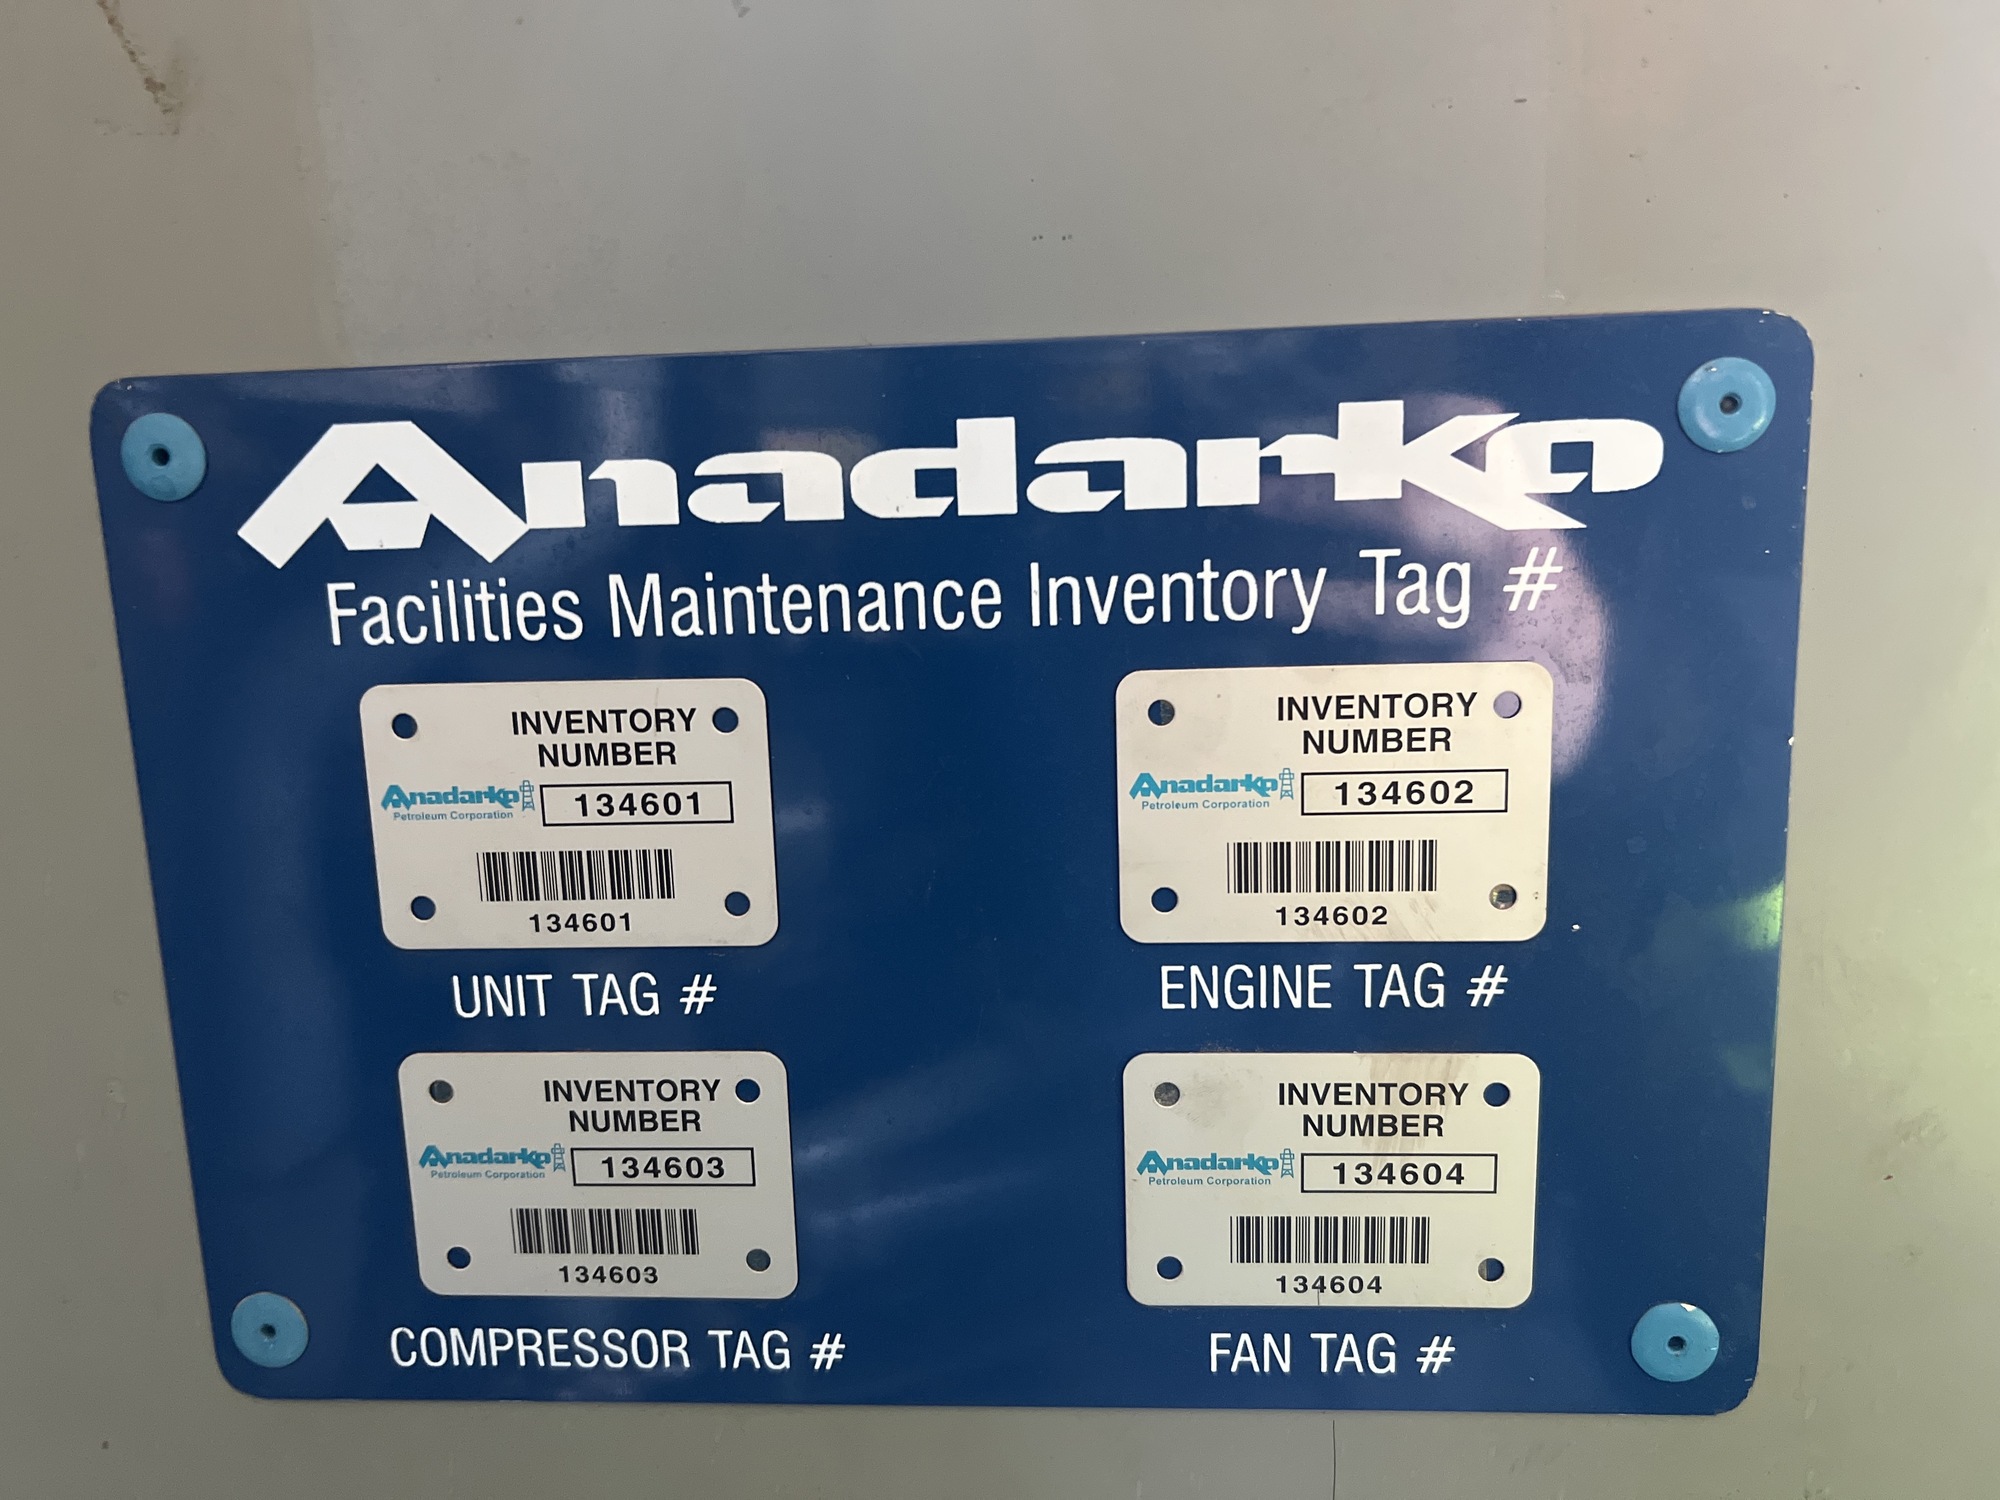 Anadarko
Facilities Maintenance Inventory Tag #
INVENTORY
NUMBER
Anadarko
Petroleum Corporation
134601
134601
UNIT TAG #
INVENTORY
NUMBER
Anadarko
Petroleum Corporation
134602
134602
ENGINE TAG #
INVENTORY
NUMBER
Anadarko
Petroleum Corporation
134603
134603
COMPRESSOR TAG #
INVENTORY
NUMBER
Anadarko
Petroleum Corporation
134604
134604
FAN TAG #